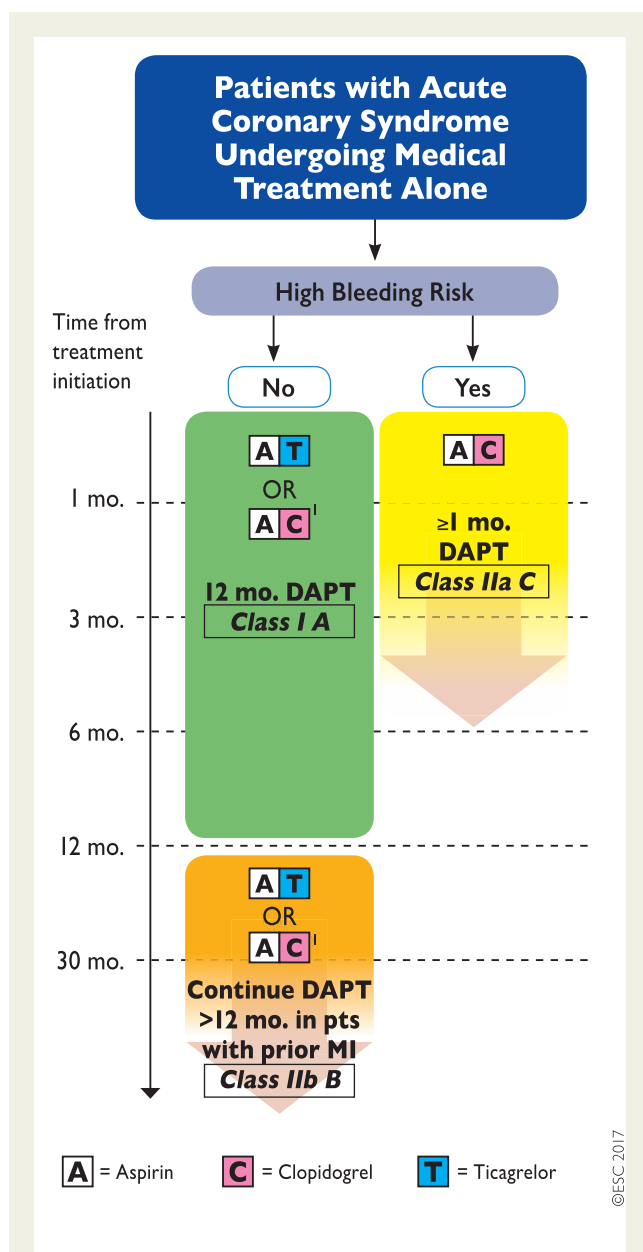 Patients with Acute
Coronary Syndrome
Undergoing Medical
Treatment Alone
High Bleeding Risk
Time from
treatment
initiation
No
Yes
A T
A C
OR
1 mo.
A C 1
≥1 mo.
DAPT
Class IIa C
12 mo. DAPT
Class I A
3 mo.
6 mo.
12 mo.
A T
OR
A C 1
30 mo.
Continue DAPT
>12 mo. in pts
with prior MI
Class IIb B
A = Aspirin
C = Clopidogrel
T = Ticagrelor
©ESC 2017